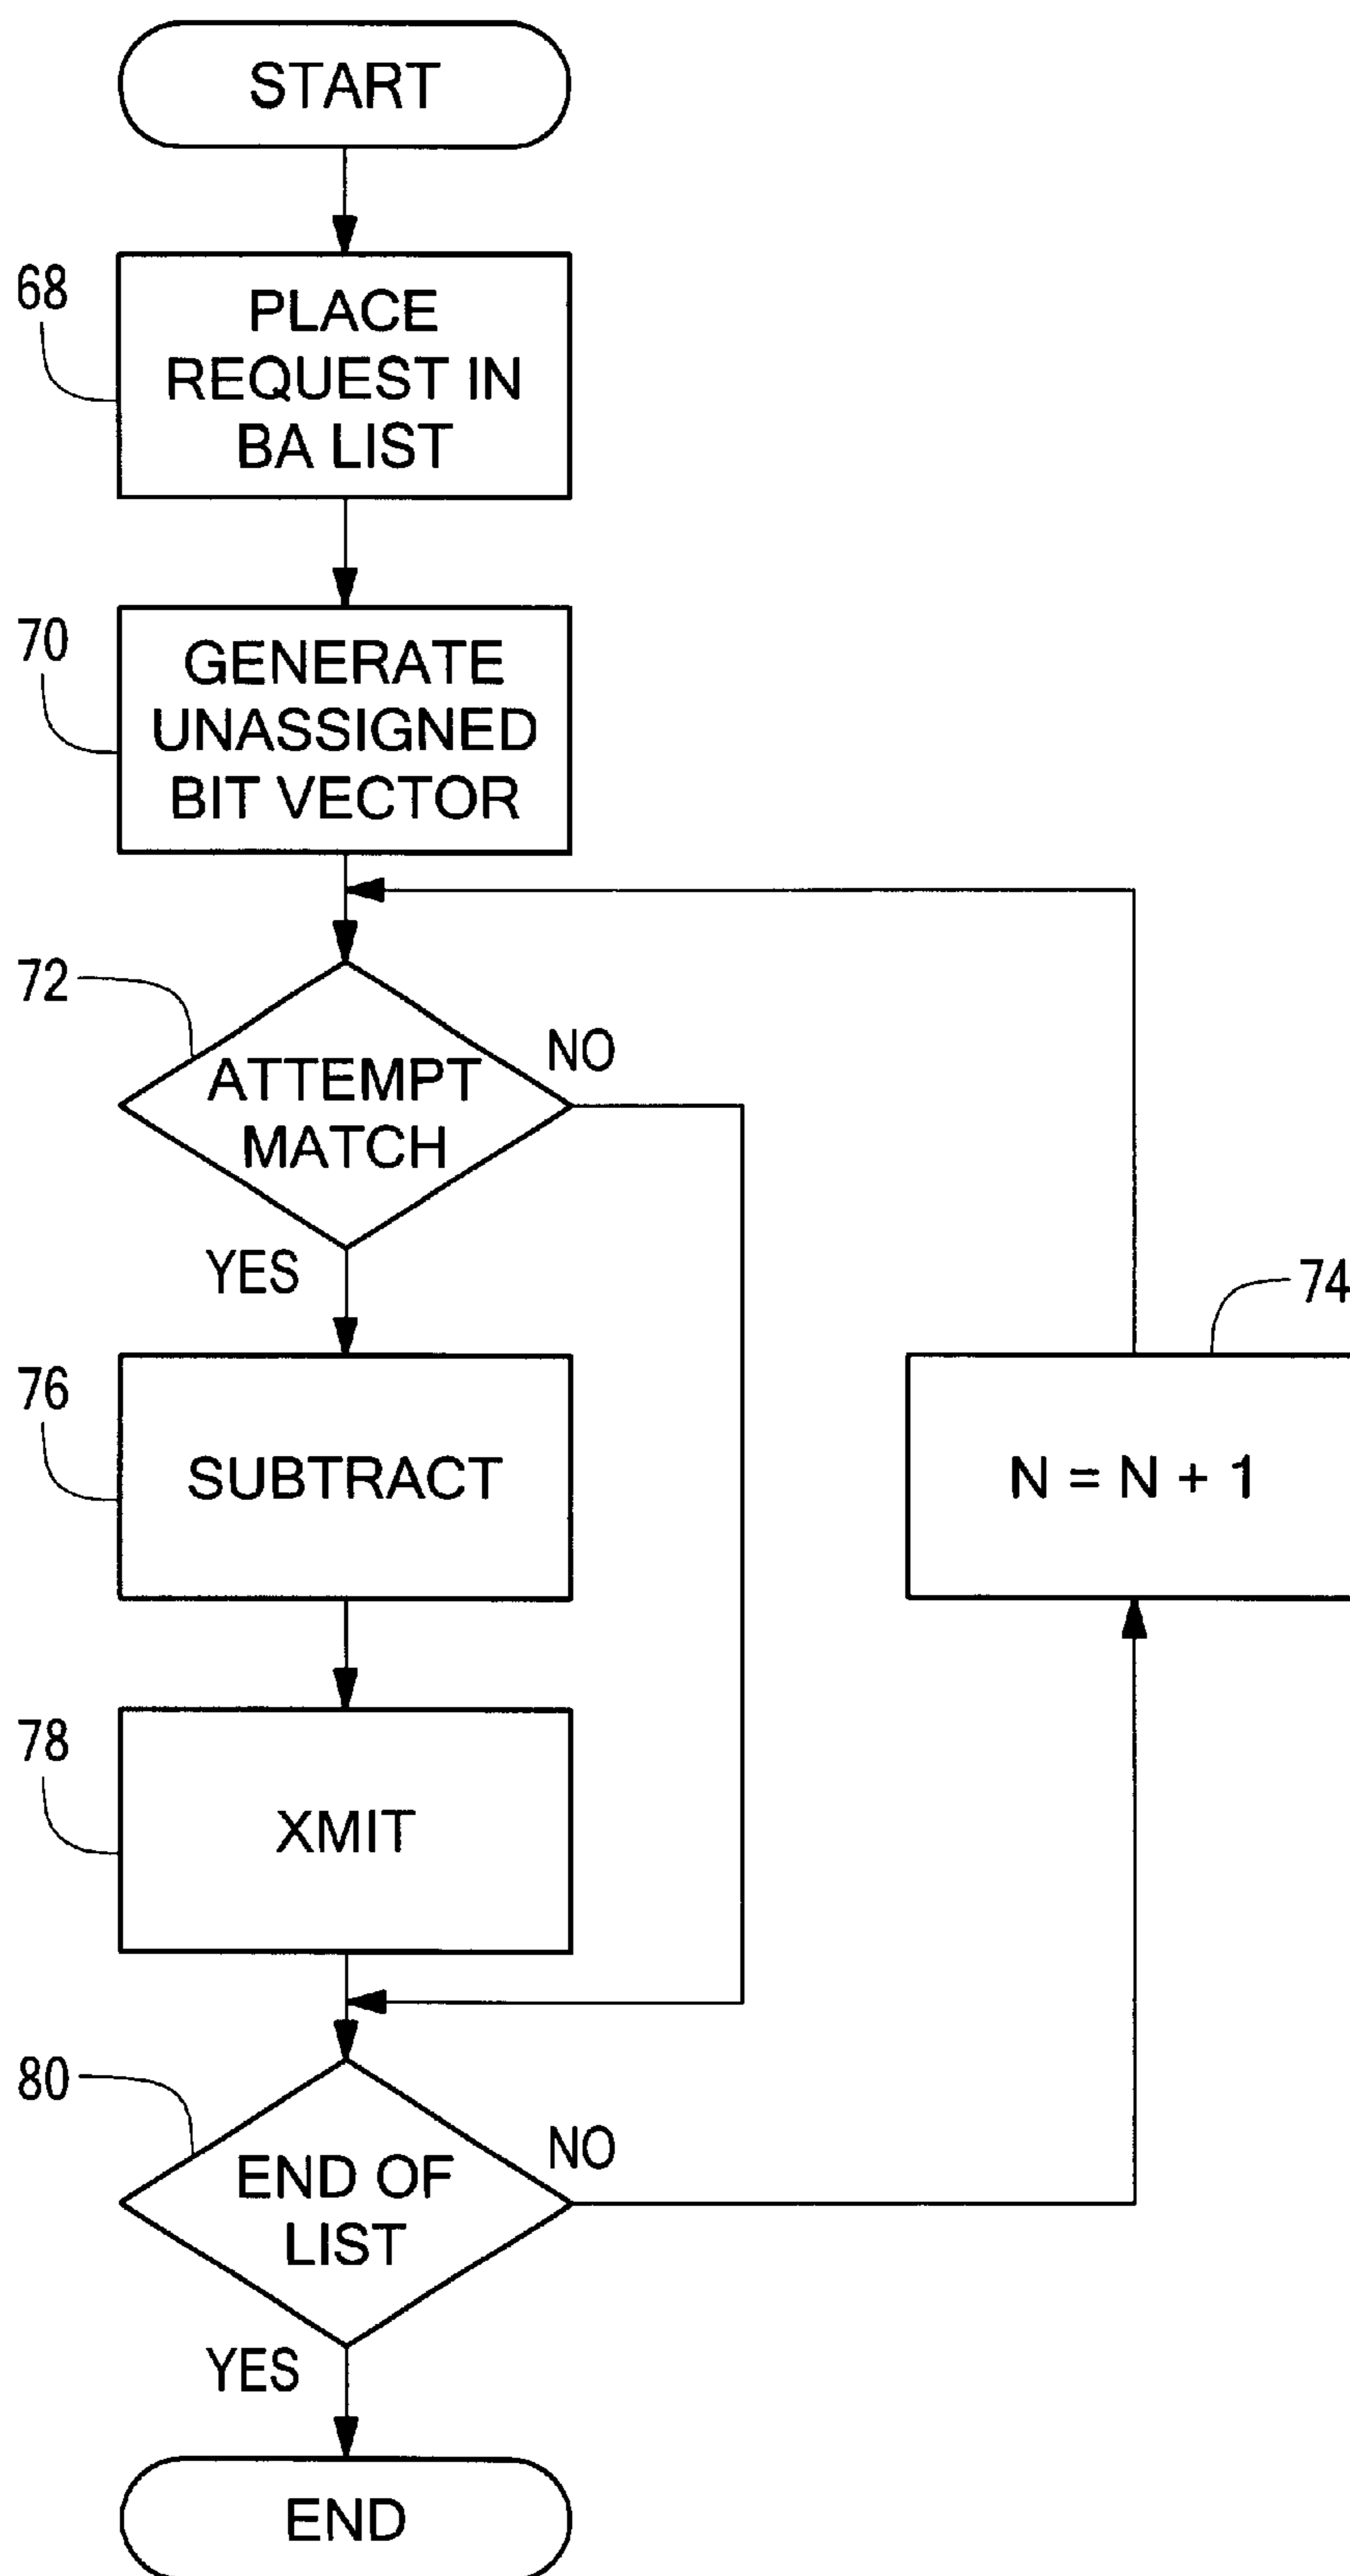 START
68
PLACE
REQUEST IN
BA LIST
70
GENERATE
UNASSIGNED
BIT VECTOR
72
ATTEMPT
MATCH
NO
YES
74
76
SUBTRACT
N = N + 1
78
XMIT
80
END OF
LIST
NO
YES
END